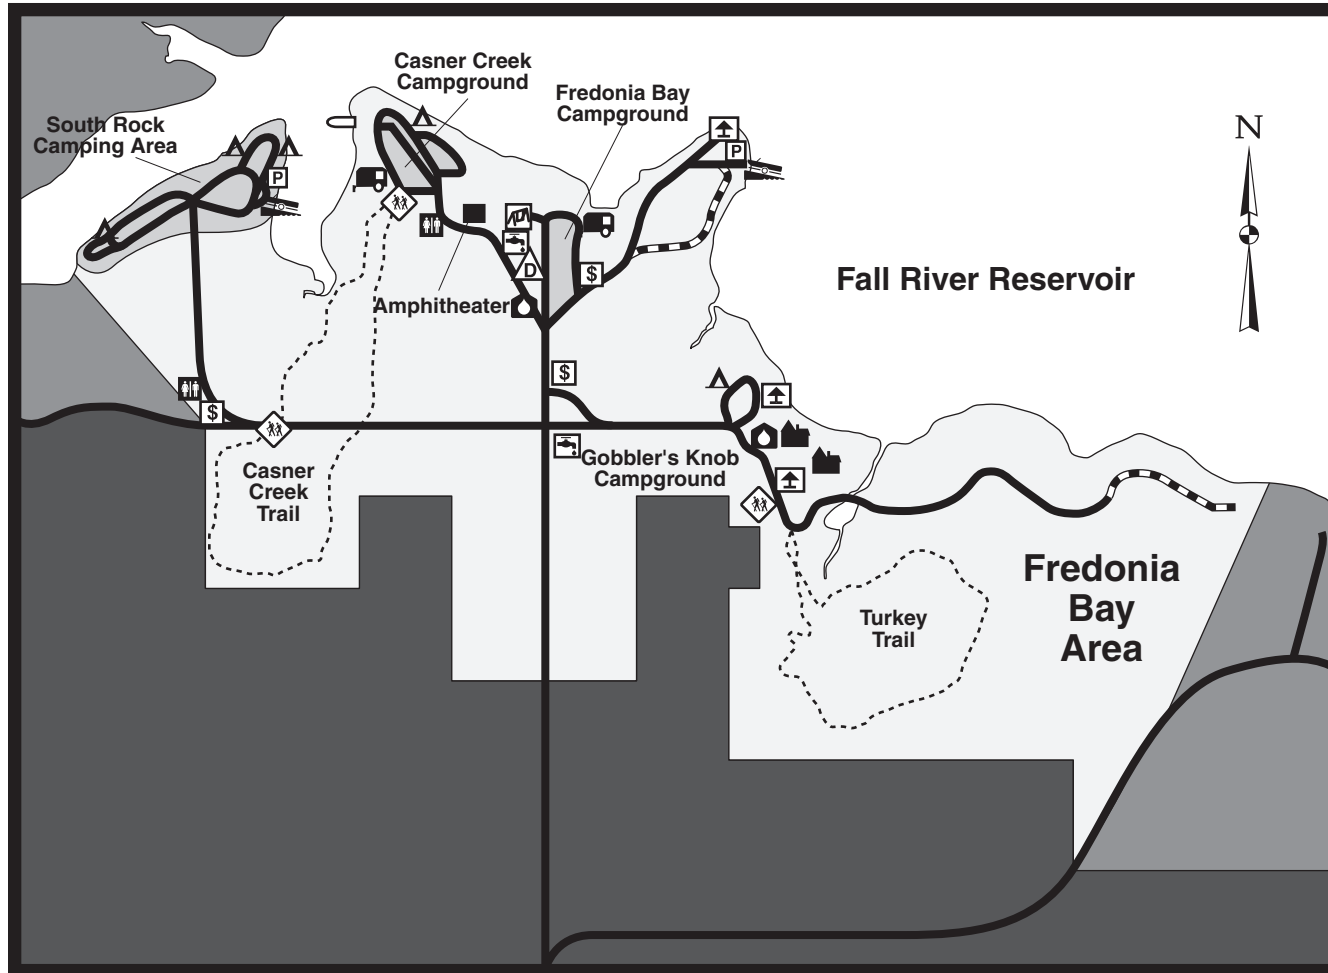 Casner Creek
Campground
Fredonia Bay
Campground
South Rock
Camping Area
N
P
P
D
$
Fall River Reservoir
Amphitheater
$
$
Gobbler's Knob
Campground
Casner
Creek
Trail
Fredonia
Bay
Area
Turkey
Trail